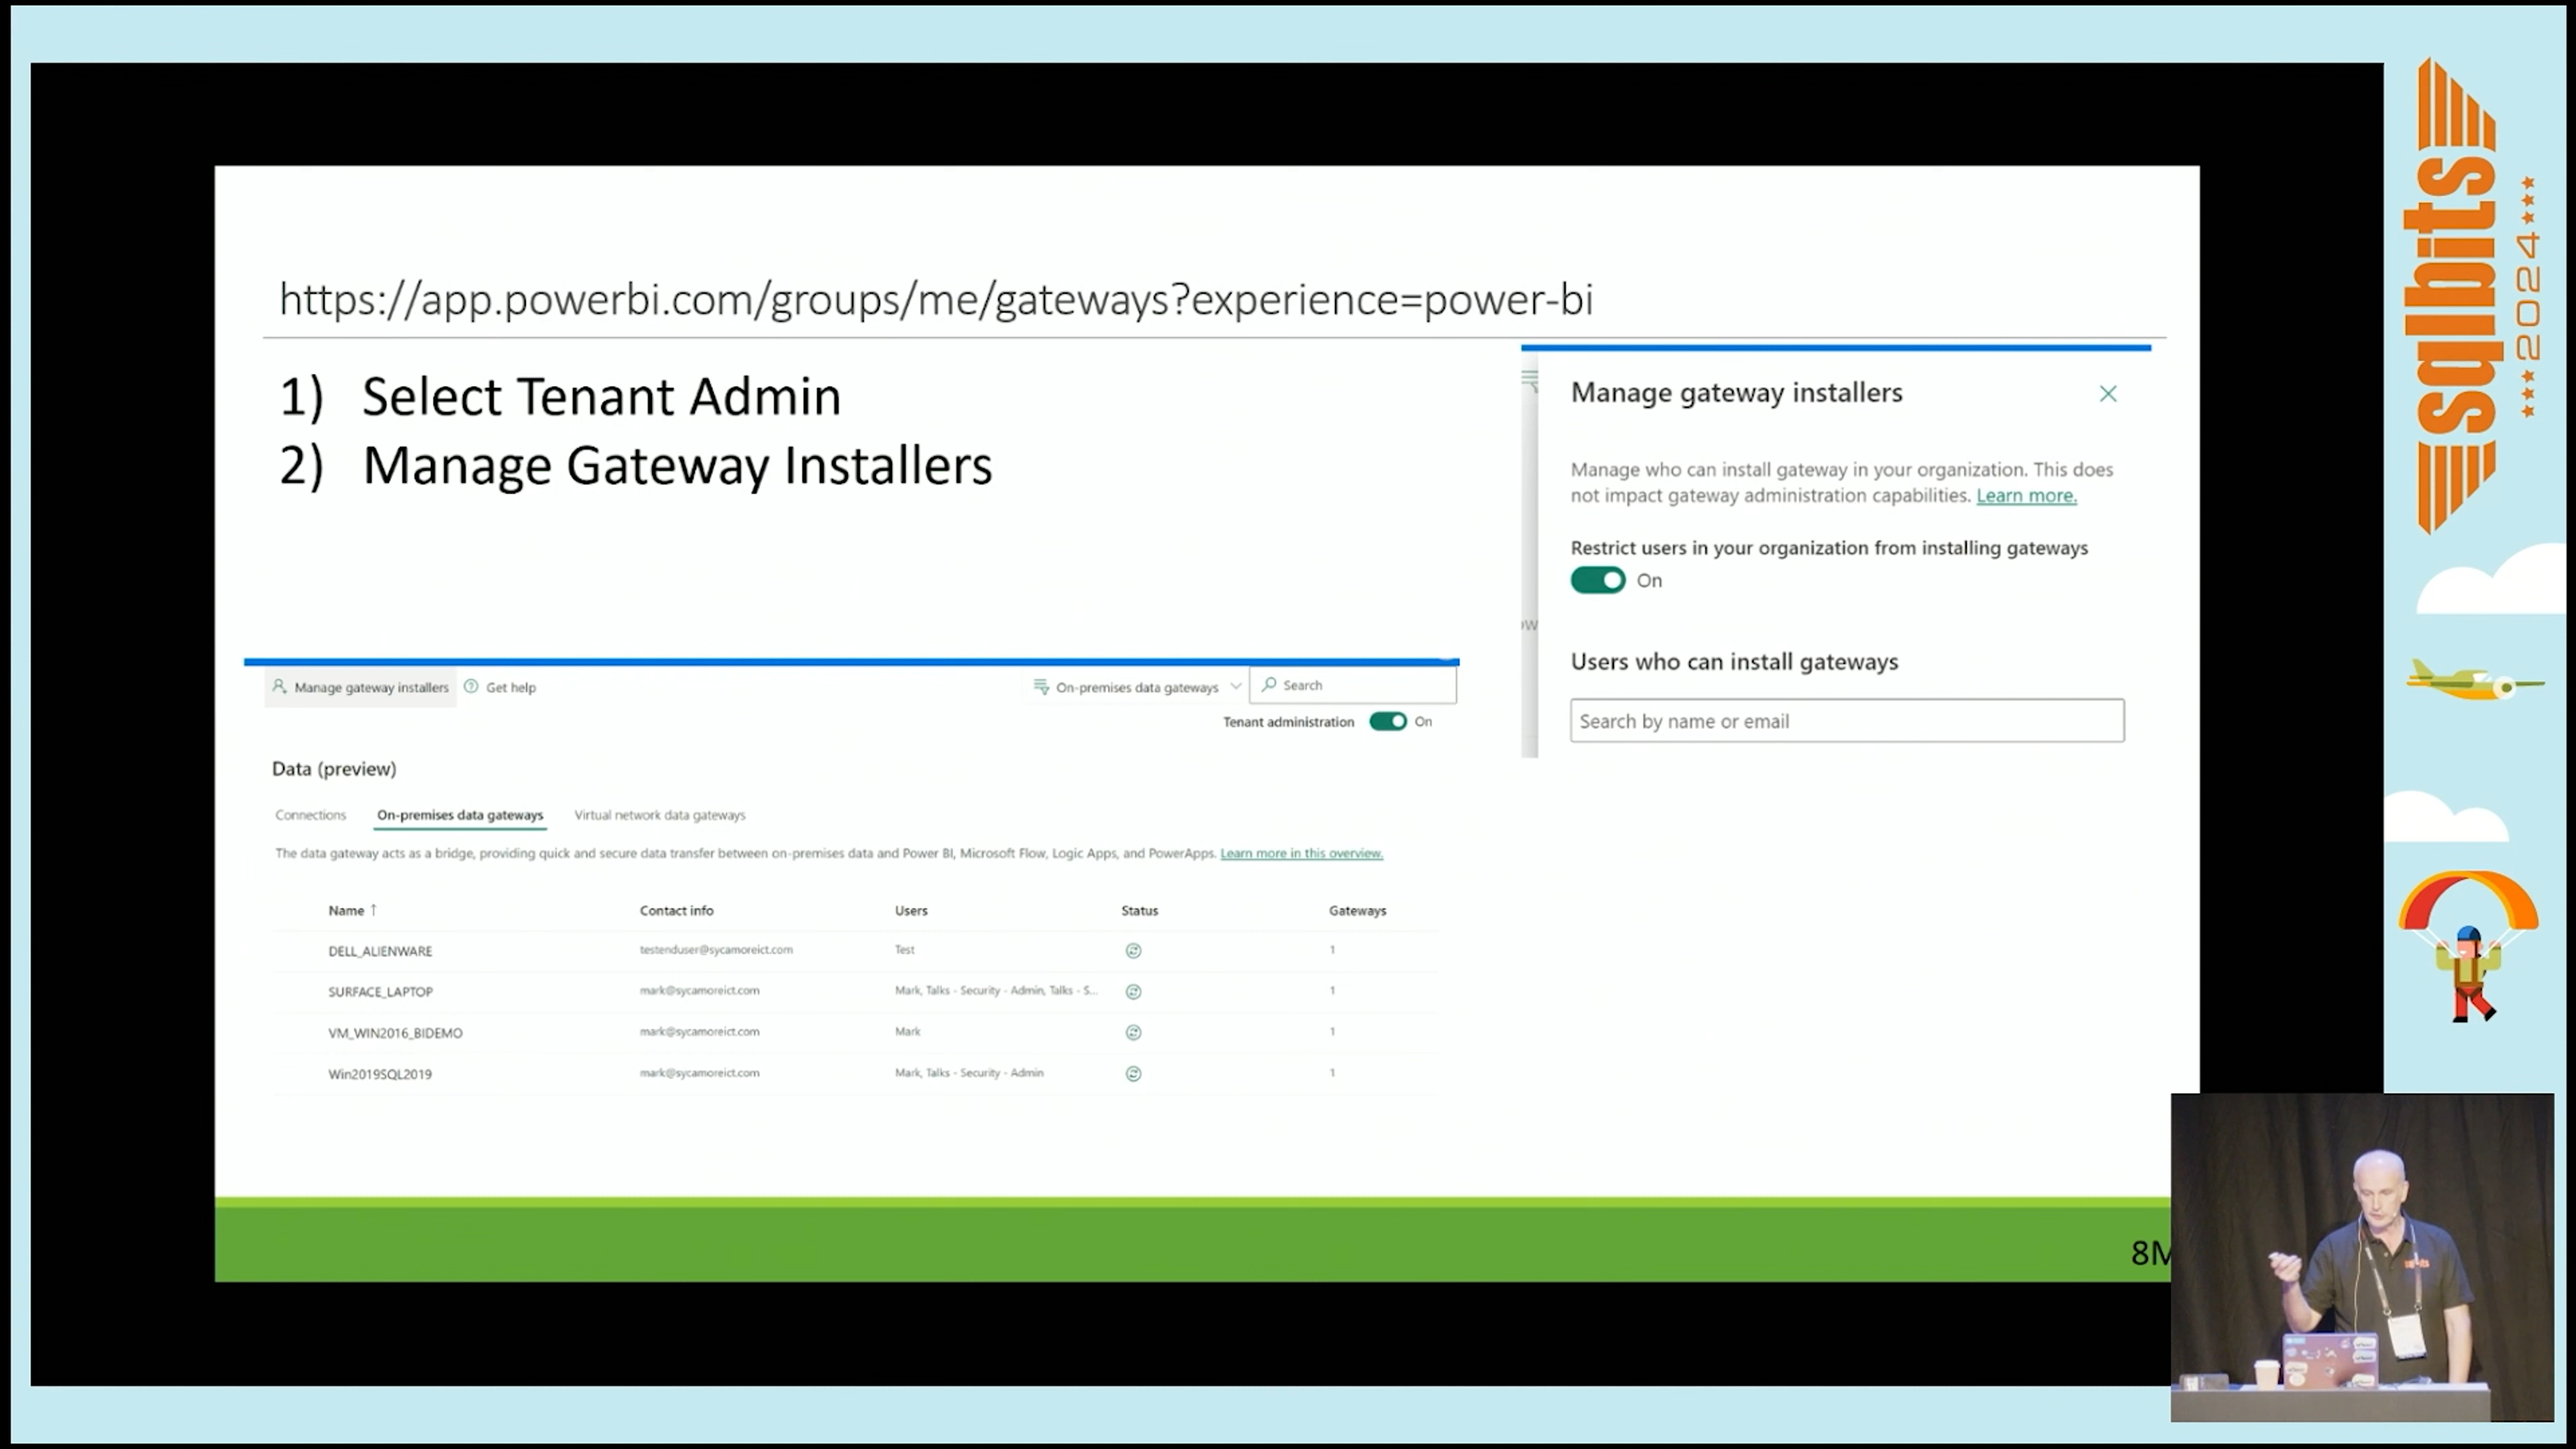 https://app.powerbi.com/groups/me/gateways?experience=power-bi
1) Select Tenant Admin
2) Manage Gateway Installers
Manage gateway installers
Manage who can install gateway in your organization. This does
not impact gateway administration capabilities. Learn more.
Restrict users in your organization from installing gateways
On
Users who can install gateways
Search by name or email
Manage gateway installers Get help On-premises data gateways Search
Tenant administration On
Data (preview)
Connections On-premises data gateways Virtual network data gateways
The data gateway acts as a bridge, providing quick and secure data transfer between on-premises data and Power BI, Microsoft Flow, Logic Apps, and PowerApps. Learn more in this overview.
Name ↑ Contact info Users Status Gateways
DELL_ALIENWARE testenduser@sycamoreict.com Test 1
SURFACE_LAPTOP mark@sycamoreict.com Mark, Talks - Security - Admin, Talks - S... 1
VM_WIN2016_BIDEMO mark@sycamoreict.com Mark 1
Win2019SQL2019 mark@sycamoreict.com Mark, Talks - Security - Admin 1
8M
sqlbits
2024